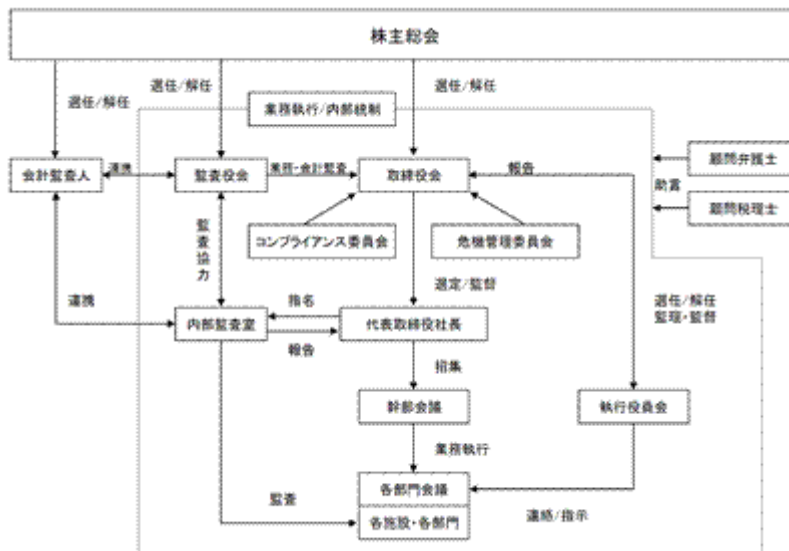 株主総会
選任/解任
選任/解任
選任/解任
業務執行/内部統制
会計監査人
連携
監査役会
業務・会計監査
取締役会
報告
助言
顧問弁護士
顧問税理士
コンプライアンス委員会
危機管理委員会
監査協力
選定/監督
連携
指名
内部監査室
代表取締役社長
報告
選任/解任
監理・監督
招集
幹部会議
執行役員会
業務執行
監査
各部門会議
各施設・各部門
連絡/指示